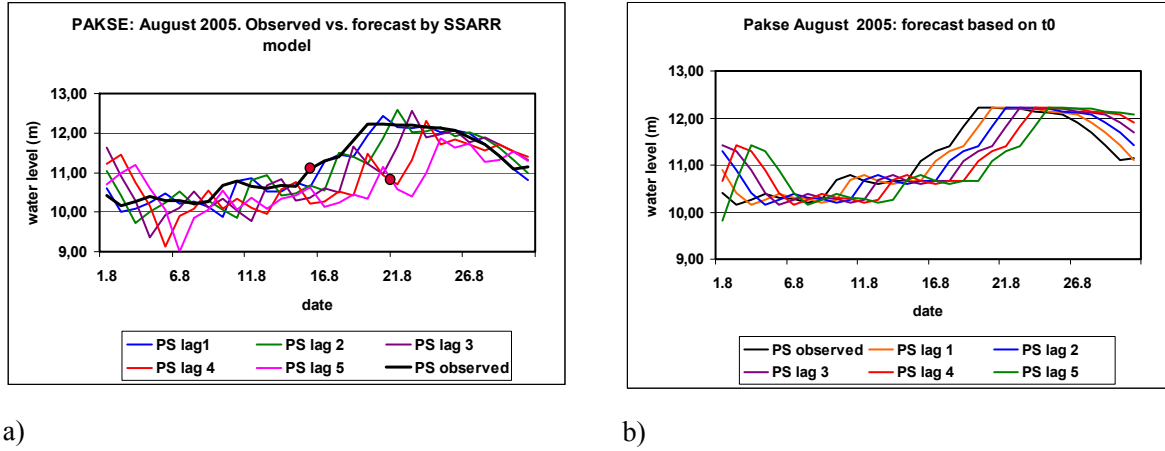 PAKSE: August 2005. Observed vs. forecast by SSARR
model
water level (m)
13,00
12,00
11,00
10,00
9,00
1.8 6.8 11.8 16.8 21.8 26.8
date
PS lag1 PS lag 2 PS lag 3
PS lag 4 PS lag 5 PS observed
a)
Pakse August 2005: forecast based on t0
water level (m)
13,00
12,00
11,00
10,00
9,00
1.8 6.8 11.8 16.8 21.8 26.8
date
PS observed PS lag 1 PS lag 2
PS lag 3 PS lag 4 PS lag 5
b)